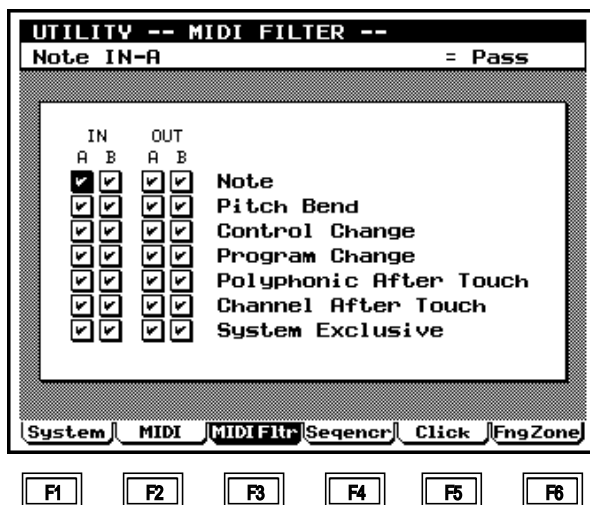 UTILITY -- MIDI FILTER --
Note IN-A = Pass
IN OUT
A B A B
Note
Pitch Bend
Control Change
Program Change
Polyphonic After Touch
Channel After Touch
System Exclusive
System MIDI MIDI Fltr Seqencr Click FngZone
F1 F2 F3 F4 F5 F6